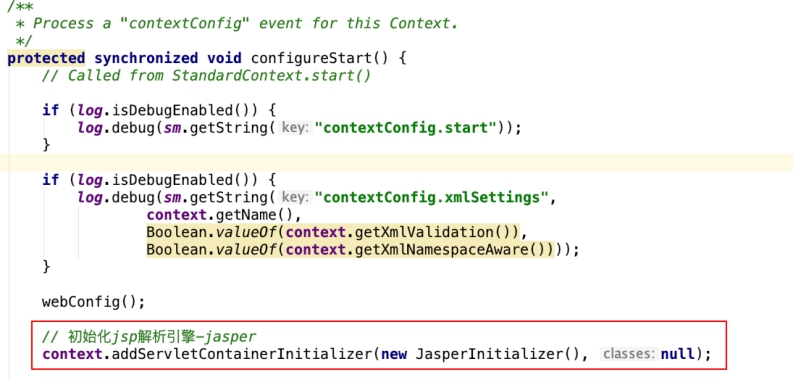 /**
 * Process a "contextConfig" event for this Context.
 */
protected synchronized void configureStart() {
    // Called from StandardContext.start()
    if (log.isDebugEnabled()) {
        log.debug(sm.getString( key: "contextConfig.start"));
    }
    if (log.isDebugEnabled()) {
        log.debug(sm.getString( key: "contextConfig.xmlSettings",
                context.getName(),
                Boolean.valueOf(context.getXmlValidation()),
                Boolean.valueOf(context.getXmlNamespaceAware())));
    }
    webConfig();
    // 初始化jsp解析引擎-jasper
    context.addServletContainerInitializer(new JasperInitializer(), classes: null);